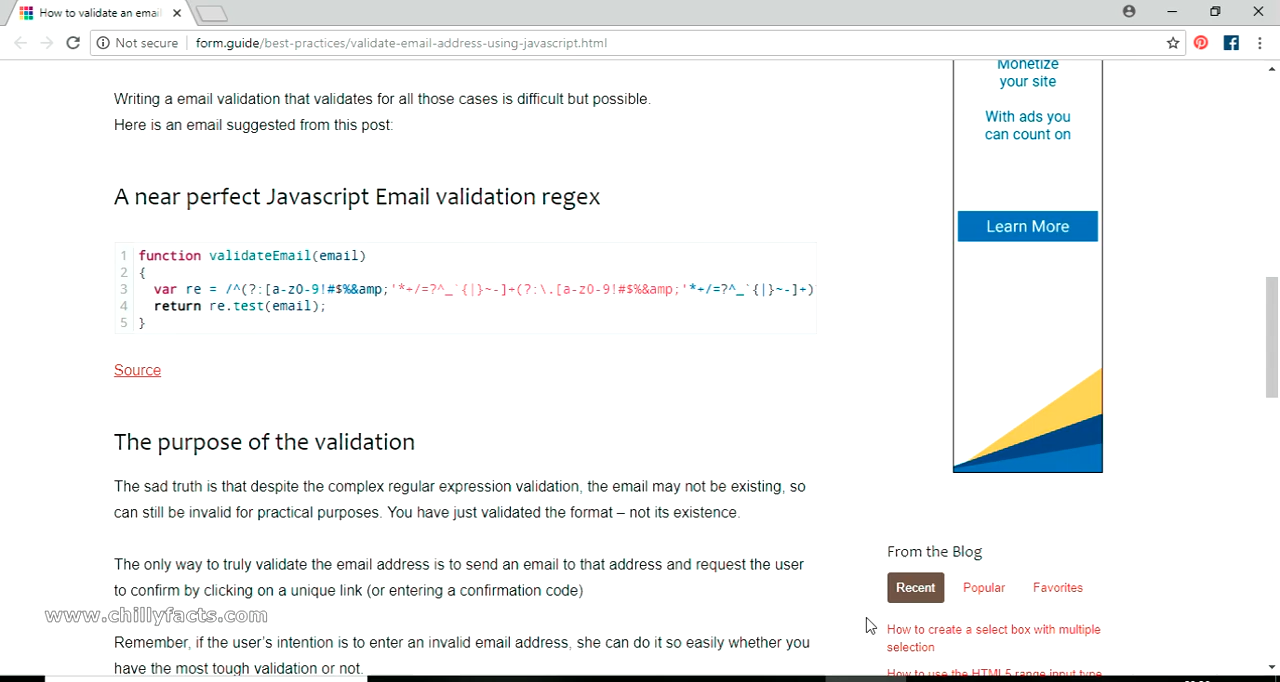 How to validate an emai
Not secure
form.guide/best-practices/validate-email-address-using-javascript.html
Writing a email validation that validates for all those cases is difficult but possible.
Here is an email suggested from this post:
A near perfect Javascript Email validation regex
1 function validateEmail(email)
2 {
3 var re = /^(?:[a-z0-9!#$%&amp;'*+/=?^_`{|}~-]+(?:\.[a-z0-9!#$%&amp;'*+/=?^_`{|}~-]+)
4 return re.test(email);
5 }
Source
The purpose of the validation
The sad truth is that despite the complex regular expression validation, the email may not be existing, so
can still be invalid for practical purposes. You have just validated the format – not its existence.
The only way to truly validate the email address is to send an email to that address and request the user
to confirm by clicking on a unique link (or entering a confirmation code)
www.chillyfacts.com
Remember, if the user's intention is to enter an invalid email address, she can do it so easily whether you
have the most tough validation or not.
Monetize
your site
With ads you
can count on
Learn More
From the Blog
Recent Popular Favorites
How to create a select box with multiple
selection
How to use the HTML5 range input type